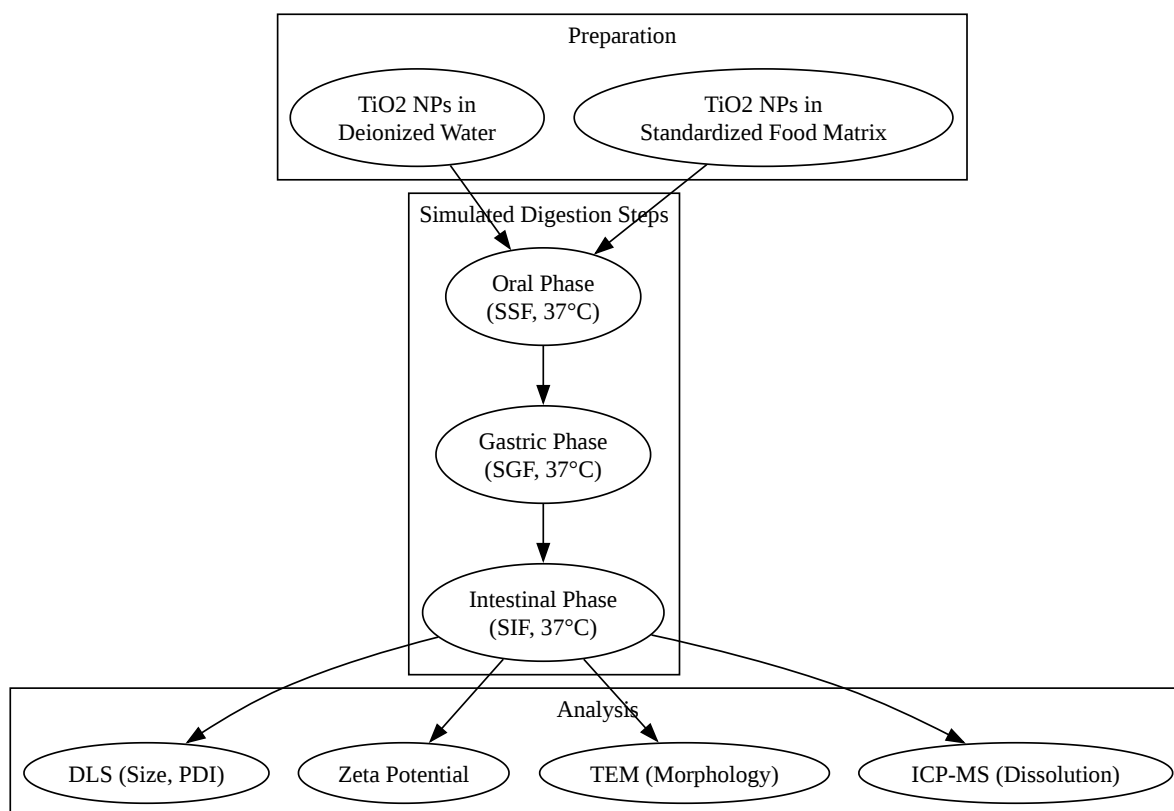 Preparation
TiO2 NPs in
Deionized Water
TiO2 NPs in
Standardized Food Matrix
Simulated Digestion Steps
Oral Phase
(SSF, 37°C)
Gastric Phase
(SGF, 37°C)
Intestinal Phase
(SIF, 37°C)
Analysis
DLS (Size, PDI)
Zeta Potential
TEM (Morphology)
ICP-MS (Dissolution)